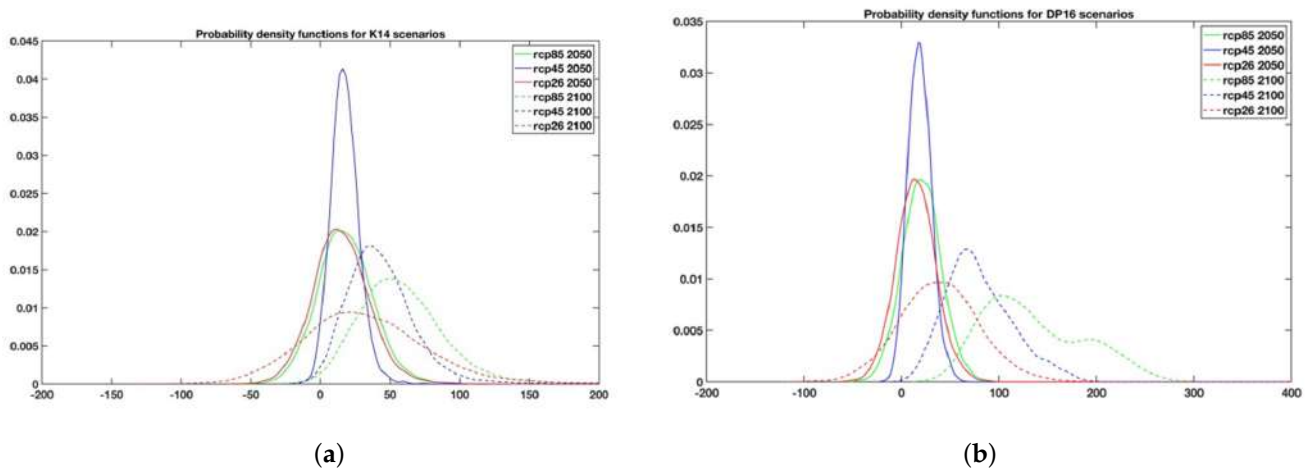 Probability density functions for K14 scenarios
0.045
0.04
0.035
0.03
0.025
0.02
0.015
0.01
0.005
0
-200
-150
-100
-50
0
50
100
150
200
rcp85 2050
rcp45 2050
rcp26 2050
rcp85 2100
rcp45 2100
rcp26 2100
(a)
Probability density functions for DP16 scenarios
0.035
0.03
0.025
0.02
0.015
0.01
0.005
0
-200
-100
0
100
200
300
400
rcp85 2050
rcp45 2050
rcp26 2050
rcp85 2100
rcp45 2100
rcp26 2100
(b)